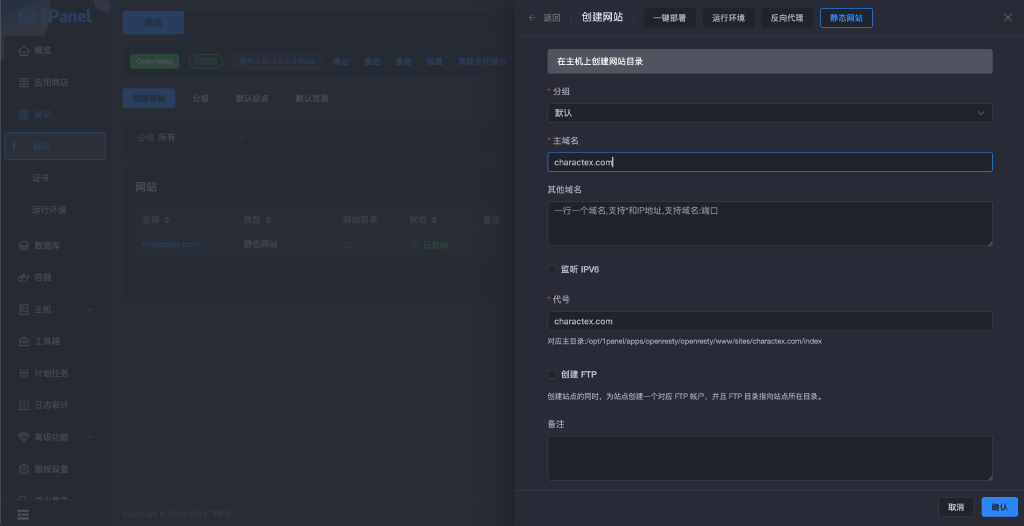 1Panel
概览
应用商店
网站
网站
证书
运行环境
数据库
容器
主机
工具箱
计划任务
日志审计
高级功能
面板设置
退出登录
网站
OpenResty
已启动
停止
重启
重载
设置
清除反代缓存
创建网站
分组
默认站点
默认页面
分组 所有
网站
名称
类型
网站目录
状态
备注
charactex.com
静态网站
已启动
Copyright © 2014-2024 飞致云
返回
创建网站
一键部署
运行环境
反向代理
静态网站
在主机上创建网站目录
* 分组
默认
* 主域名
charactex.com
其他域名
一行一个域名,支持*和IP地址,支持域名:端口
监听 IPV6
* 代号
charactex.com
对应主目录:/opt/1panel/apps/openresty/openresty/www/sites/charactex.com/index
创建 FTP
创建站点的同时，为站点创建一个对应 FTP 帐户，并且 FTP 目录指向站点所在目录。
备注
取消
确认